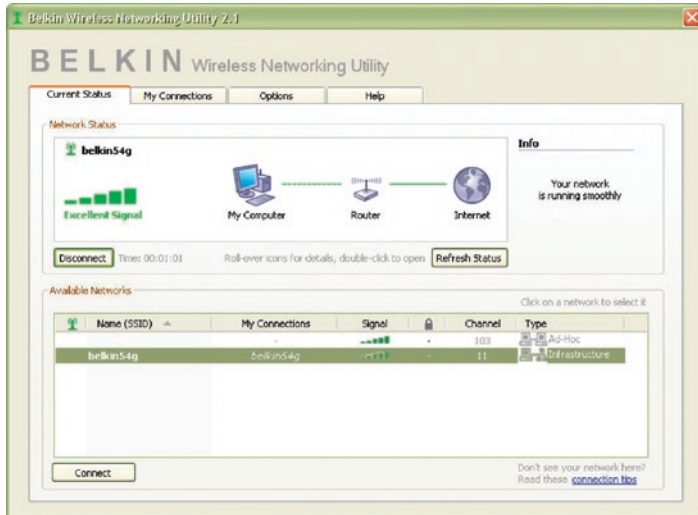 Belkin Wireless Networking Utility 2.1
BELKIN Wireless Networking Utility
Current Status My Connections Options Help
Network Status
belkin54g
Info
Your network
is running smoothly
Excellent Signal My Computer Router Internet
Disconnect Time: 00:01:01 Roll-over icons for details, double-click to open Refresh Status
Available Networks
Click on a network to select it
Name (SSID) My Connections Signal Channel Type
- 103 Ad-Hoc
belkin54g belkin54g - 11 Infrastructure
Connect
Don't see your network here?
Read these connection tips